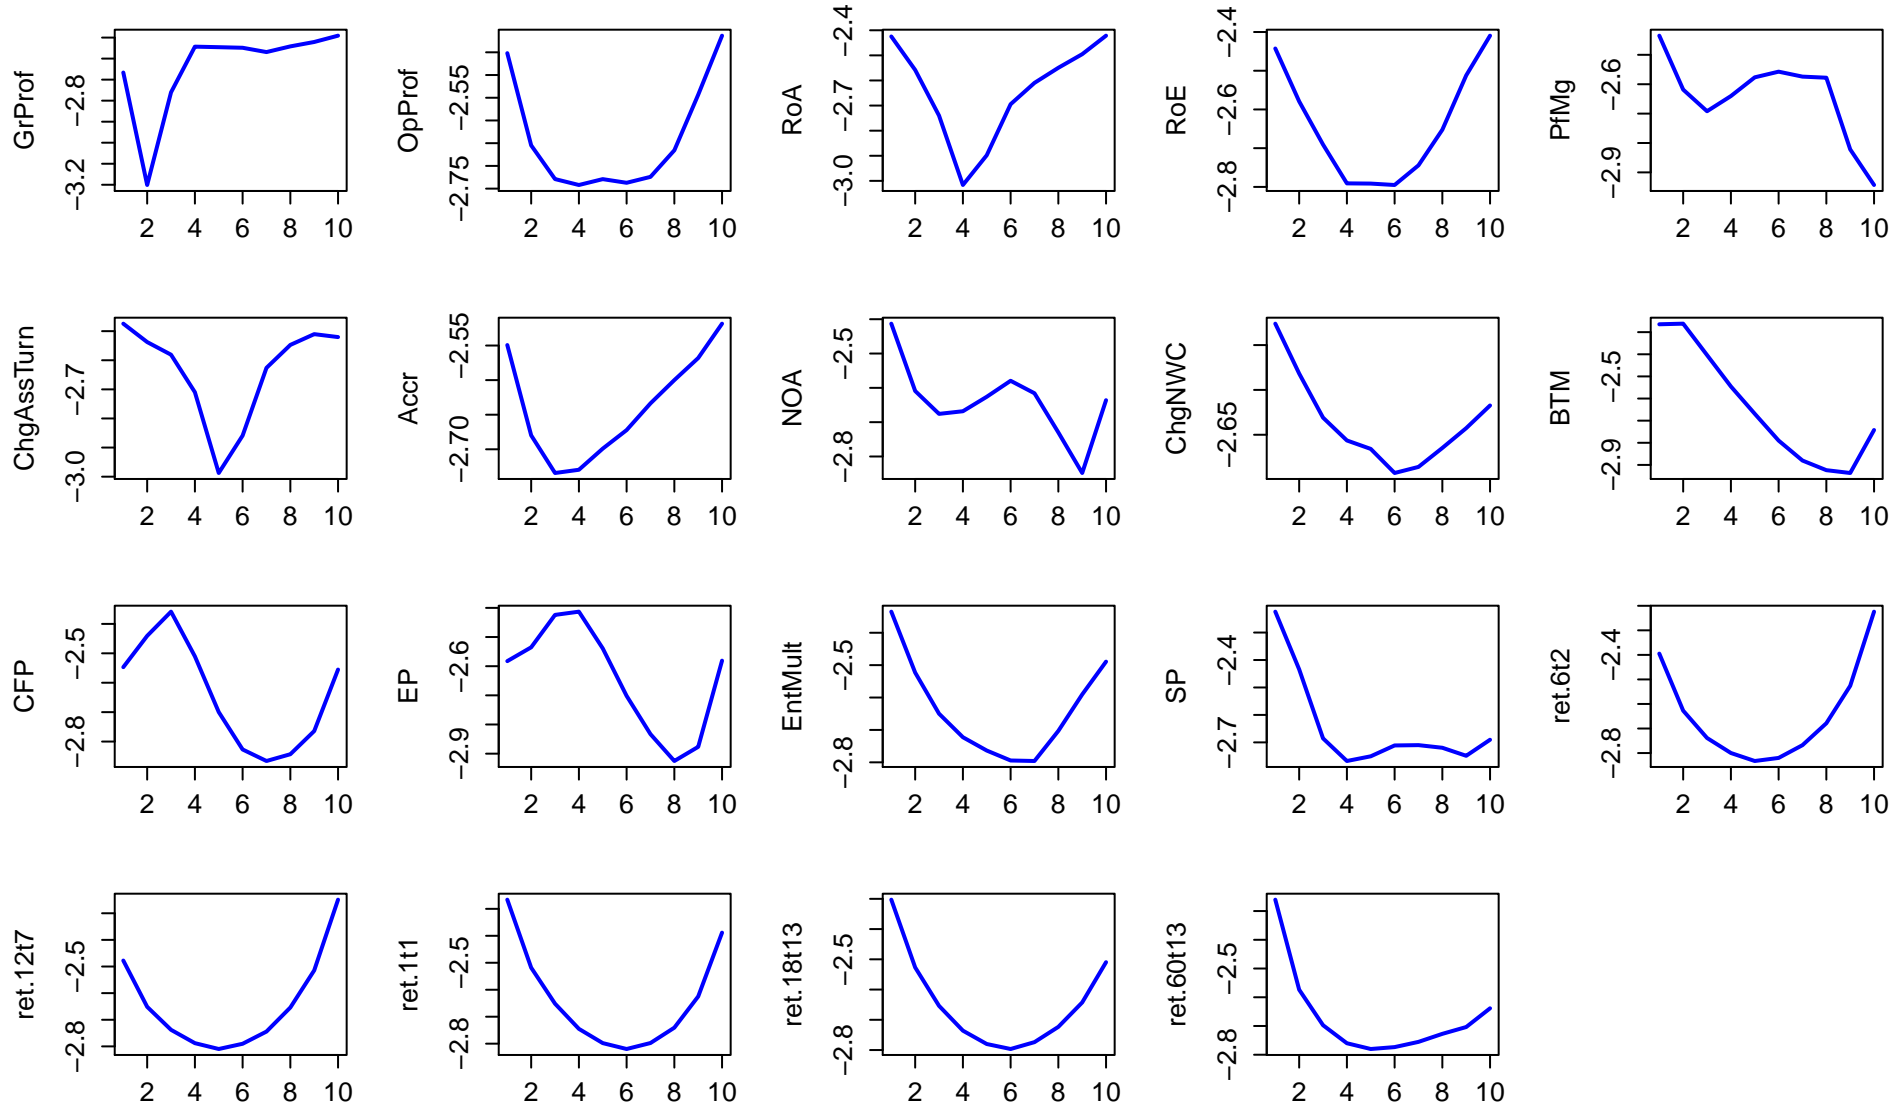 GrProf
−2.8
−3.2
2 4 6 8 10
OpProf
−2.55
−2.75
2 4 6 8 10
RoA
−2.4
−2.7
−3.0
2 4 6 8 10
RoE
−2.4
−2.6
−2.8
2 4 6 8 10
PfMg
−2.6
−2.9
2 4 6 8 10
ChgAssTurn
−2.7
−3.0
2 4 6 8 10
Accr
−2.55
−2.70
2 4 6 8 10
NOA
−2.5
−2.8
2 4 6 8 10
ChgNWC
−2.65
2 4 6 8 10
BTM
−2.5
−2.9
2 4 6 8 10
CFP
−2.5
−2.8
2 4 6 8 10
EP
−2.6
−2.9
2 4 6 8 10
EntMult
−2.5
−2.8
2 4 6 8 10
SP
−2.4
−2.7
2 4 6 8 10
ret.6t2
−2.4
−2.8
2 4 6 8 10
ret.12t7
−2.5
−2.8
2 4 6 8 10
ret.1t1
−2.5
−2.8
2 4 6 8 10
ret.18t13
−2.5
−2.8
2 4 6 8 10
ret.60t13
−2.5
−2.8
2 4 6 8 10